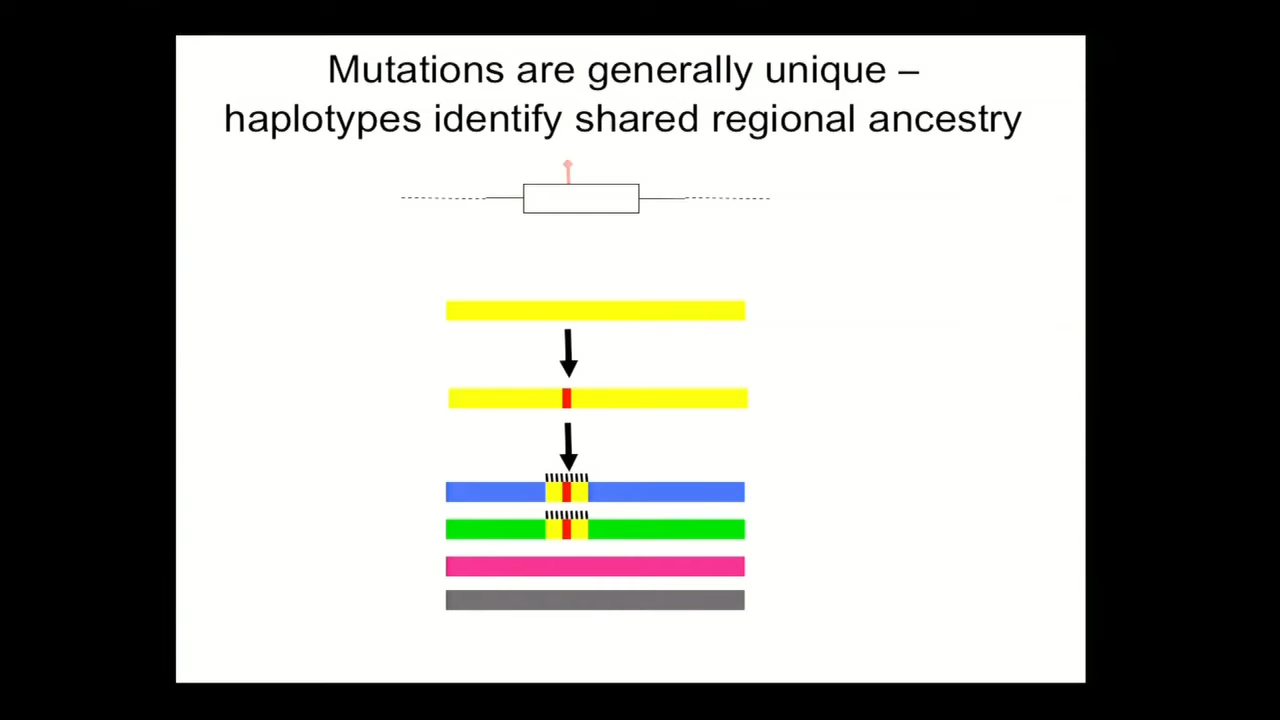 Mutations are generally unique –
haplotypes identify shared regional ancestry